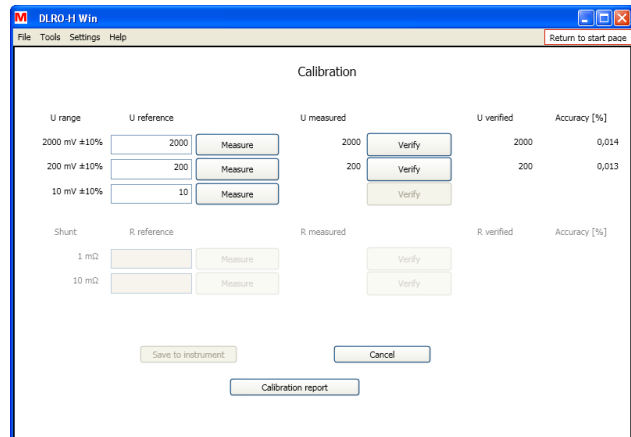 M DLRO-H Win
File Tools Settings Help Return to start page
Calibration
U range U reference U measured U verified Accuracy [%]
2000 mV ±10% 2000 Measure 2000 Verify 2000 0,014
200 mV ±10% 200 Measure 200 Verify 200 0,013
10 mV ±10% 10 Measure Verify
Shunt R reference R measured R verified Accuracy [%]
1 mΩ Measure Verify
10 mΩ Measure Verify
Save to instrument Cancel
Calibration report